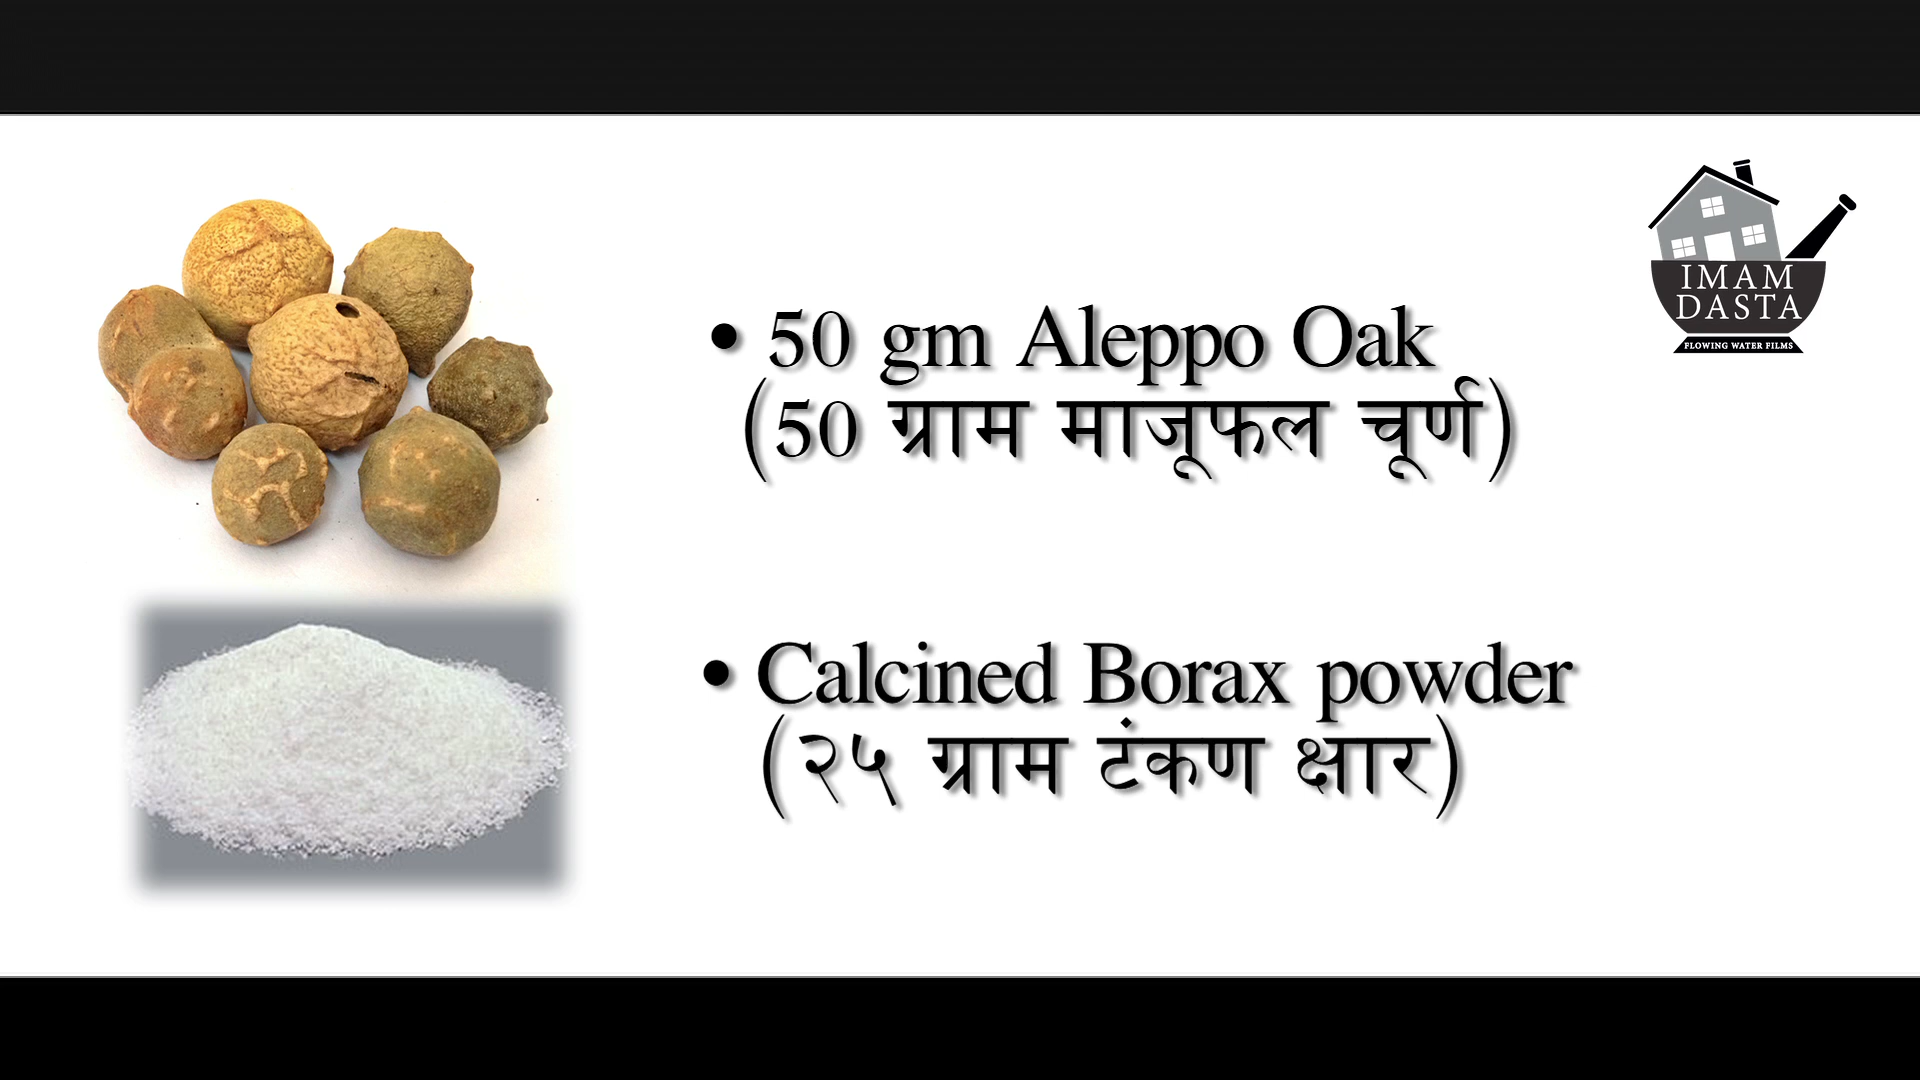 • 50 gm Aleppo Oak
(50 ग्राम माजूफल चूर्ण)
• Calcined Borax powder
(२५ ग्राम टंकण क्षार)
IMAM
DASTA
FLOWING WATER FILMS